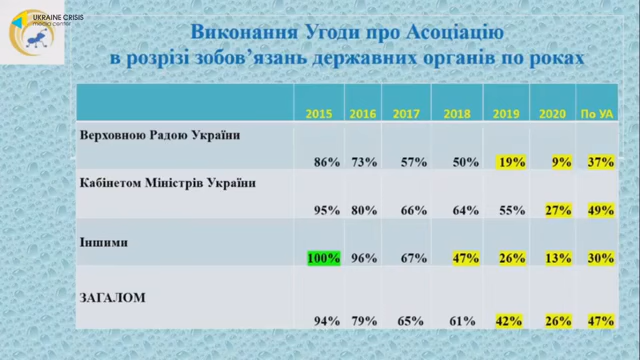 UKRAINE CRISIS
media center
Виконання Угоди про Асоціацію
в розрізі зобов’язань державних органів по роках
2015 2016 2017 2018 2019 2020 По УА
Верховною Радою України
86% 73% 57% 50% 19% 9% 37%
Кабінетом Міністрів України
95% 80% 66% 64% 55% 27% 49%
Іншими
100% 96% 67% 47% 26% 13% 30%
ЗАГАЛОМ
94% 79% 65% 61% 42% 26% 47%